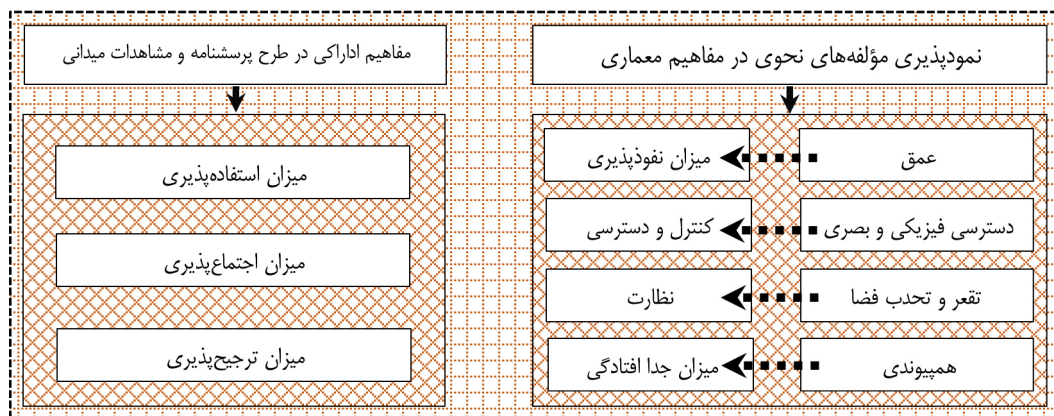 نمودپذیری مؤلفه‌های نحوی در مفاهیم معماری
عمق
میزان نفوذپذیری
دسترسی فیزیکی و بصری
کنترل و دسترسی
تقعر و تحدب فضا
نظارت
همپیوندی
میزان جدا افتادگی
مفاهیم اداراکی در طرح پرسشنامه و مشاهدات میدانی
میزان استفاده‌پذیری
میزان اجتماع‌پذیری
میزان ترجیح‌پذیری